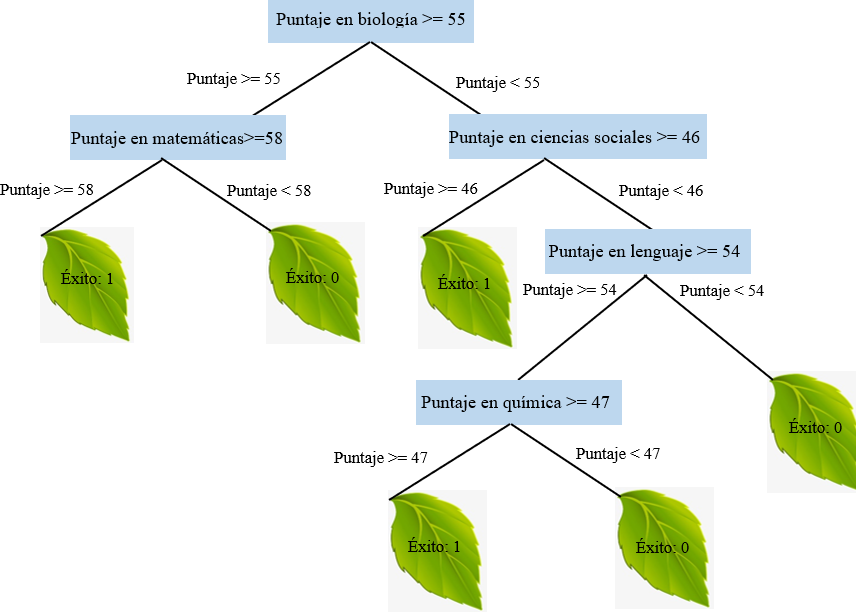 Puntaje en biología >= 55
Puntaje >= 55
Puntaje < 55
Puntaje en matemáticas>=58
Puntaje en ciencias sociales >= 46
Puntaje >= 58
Puntaje < 58
Puntaje >= 46
Puntaje < 46
Éxito: 1
Éxito: 0
Éxito: 1
Puntaje en lenguaje >= 54
Puntaje >= 54
Puntaje < 54
Puntaje en química >= 47
Éxito: 0
Puntaje >= 47
Puntaje < 47
Éxito: 1
Éxito: 0